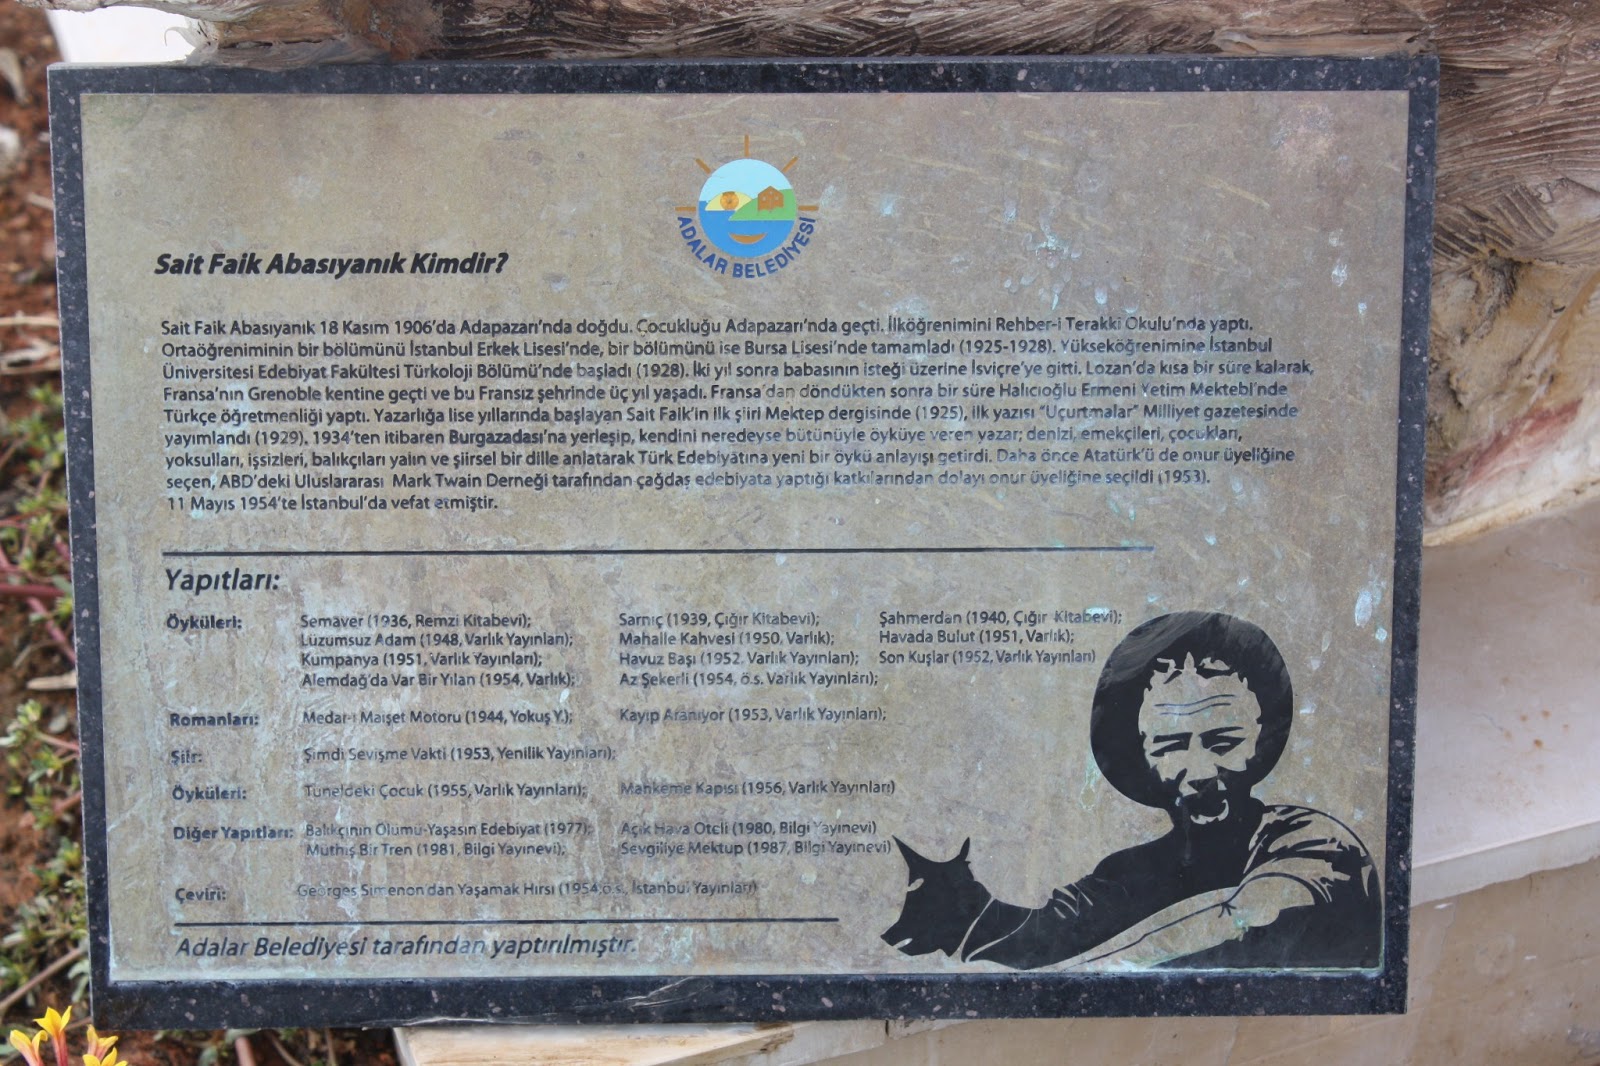 ADALAR BELEDİYESİ
Sait Faik Abasıyanık Kimdir?
Sait Faik Abasıyanık 18 Kasım 1906'da Adapazarı'nda doğdu. Çocukluğu Adapazarı'nda geçti. İlköğrenimini Rehber-i Terakki Okulu'nda yaptı.
Ortaöğreniminin bir bölümünü İstanbul Erkek Lisesi'nde, bir bölümünü ise Bursa Lisesi'nde tamamladı (1925-1928). Yükseköğrenimine İstanbul
Üniversitesi Edebiyat Fakültesi Türkoloji Bölümü'nde başladı (1928). İki yıl sonra babasının isteği üzerine İsviçre'ye gitti. Lozan'da kısa bir süre kalarak,
Fransa'nın Grenoble kentine geçti ve bu Fransız şehrinde üç yıl yaşadı. Fransa'dan döndükten sonra bir süre Halıcıoğlu Ermeni Yetim Mektebi'nde
Türkçe öğretmenliği yaptı. Yazarlığa lise yıllarında başlayan Sait Faik'in ilk şiiri Mektep dergisinde (1925), ilk yazısı "Uçurtmalar" Milliyet gazetesinde
yayımlandı (1929). 1934'ten itibaren Burgazadası'na yerleşip, kendini neredeyse bütünüyle öyküye veren yazar; denizi, emekçileri, çocukları,
yoksulları, işsizleri, balıkçıları yalın ve şiirsel bir dille anlatarak Türk Edebiyatına yeni bir öykü anlayışı getirdi. Daha önce Atatürk'ü de onur üyeliğine
seçen, ABD'deki Uluslararası Mark Twain Derneği tarafından çağdaş edebiyata yaptığı katkılarından dolayı onur üyeliğine seçildi (1953).
11 Mayıs 1954'te İstanbul'da vefat etmiştir.
Yapıtları:
Öyküleri: Semaver (1936, Remzi Kitabevi); Sarnıç (1939, Çığır Kitabevi); Şahmerdan (1940, Çığır Kitabevi);
Lüzumsuz Adam (1948, Varlık Yayınları); Mahalle Kahvesi (1950, Varlık); Havada Bulut (1951, Varlık);
Kumpanya (1951, Varlık Yayınları); Havuz Başı (1952, Varlık Yayınları); Son Kuşlar (1952, Varlık Yayınları)
Alemdağ'da Var Bir Yılan (1954, Varlık); Az Şekerli (1954, ö.s. Varlık Yayınları);
Romanları: Medar-ı Maişet Motoru (1944, Yokuş Y.); Kayıp Aranıyor (1953, Varlık Yayınları);
Şiir: Şimdi Sevişme Vakti (1953, Yenilik Yayınları);
Öyküleri: Tüneldeki Çocuk (1955, Varlık Yayınları); Mahkeme Kapısı (1956, Varlık Yayınları)
Diğer Yapıtları: Balıkçının Ölümü-Yaşasın Edebiyat (1977); Açık Hava Oteli (1980, Bilgi Yayınevi)
Müthiş Bir Tren (1981, Bilgi Yayınevi); Sevgiliye Mektup (1987, Bilgi Yayınevi)
Çeviri: Georges Simenon'dan Yaşamak Hırsı (1954,ö.s., İstanbul Yayınları)
Adalar Belediyesi tarafından yaptırılmıştır.